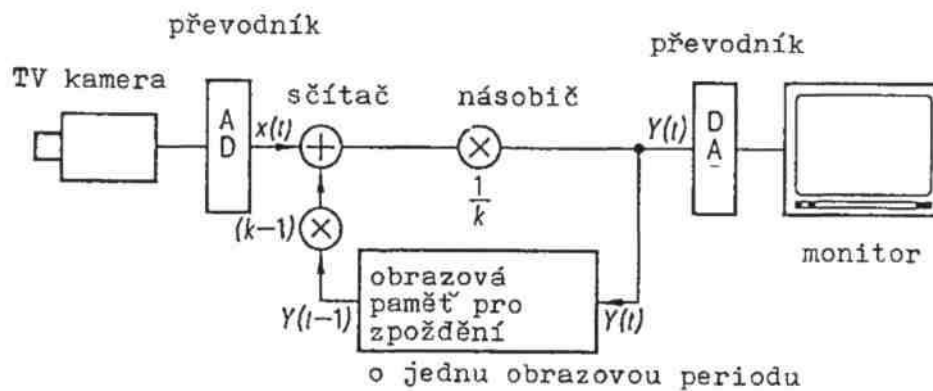 převodník
převodník
TV kamera
sčítač
násobič
A
D
x(t)
Y(t)
D
A
1
k
(k-1)
monitor
obrazová
paměť pro
zpoždění
Y(t-1)
Y(t)
o jednu obrazovou periodu